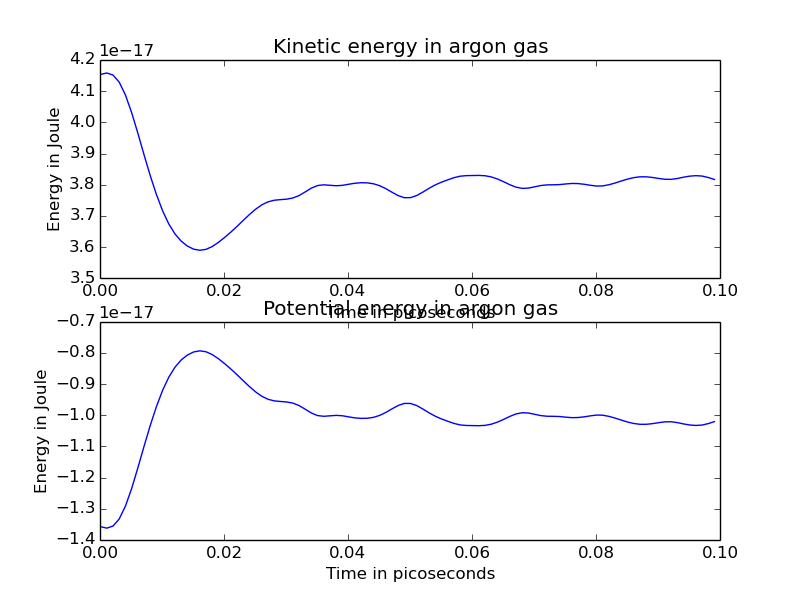 Kinetic energy in argon gas
1e−17
4.2
4.1
4.0
3.9
3.8
3.7
3.6
3.5
Energy in Joule
0.00 0.02 0.04 0.06 0.08 0.10
Time in picoseconds
Potential energy in argon gas
1e−17
−0.7
−0.8
−0.9
−1.0
−1.1
−1.2
−1.3
−1.4
Energy in Joule
0.00 0.02 0.04 0.06 0.08 0.10
Time in picoseconds